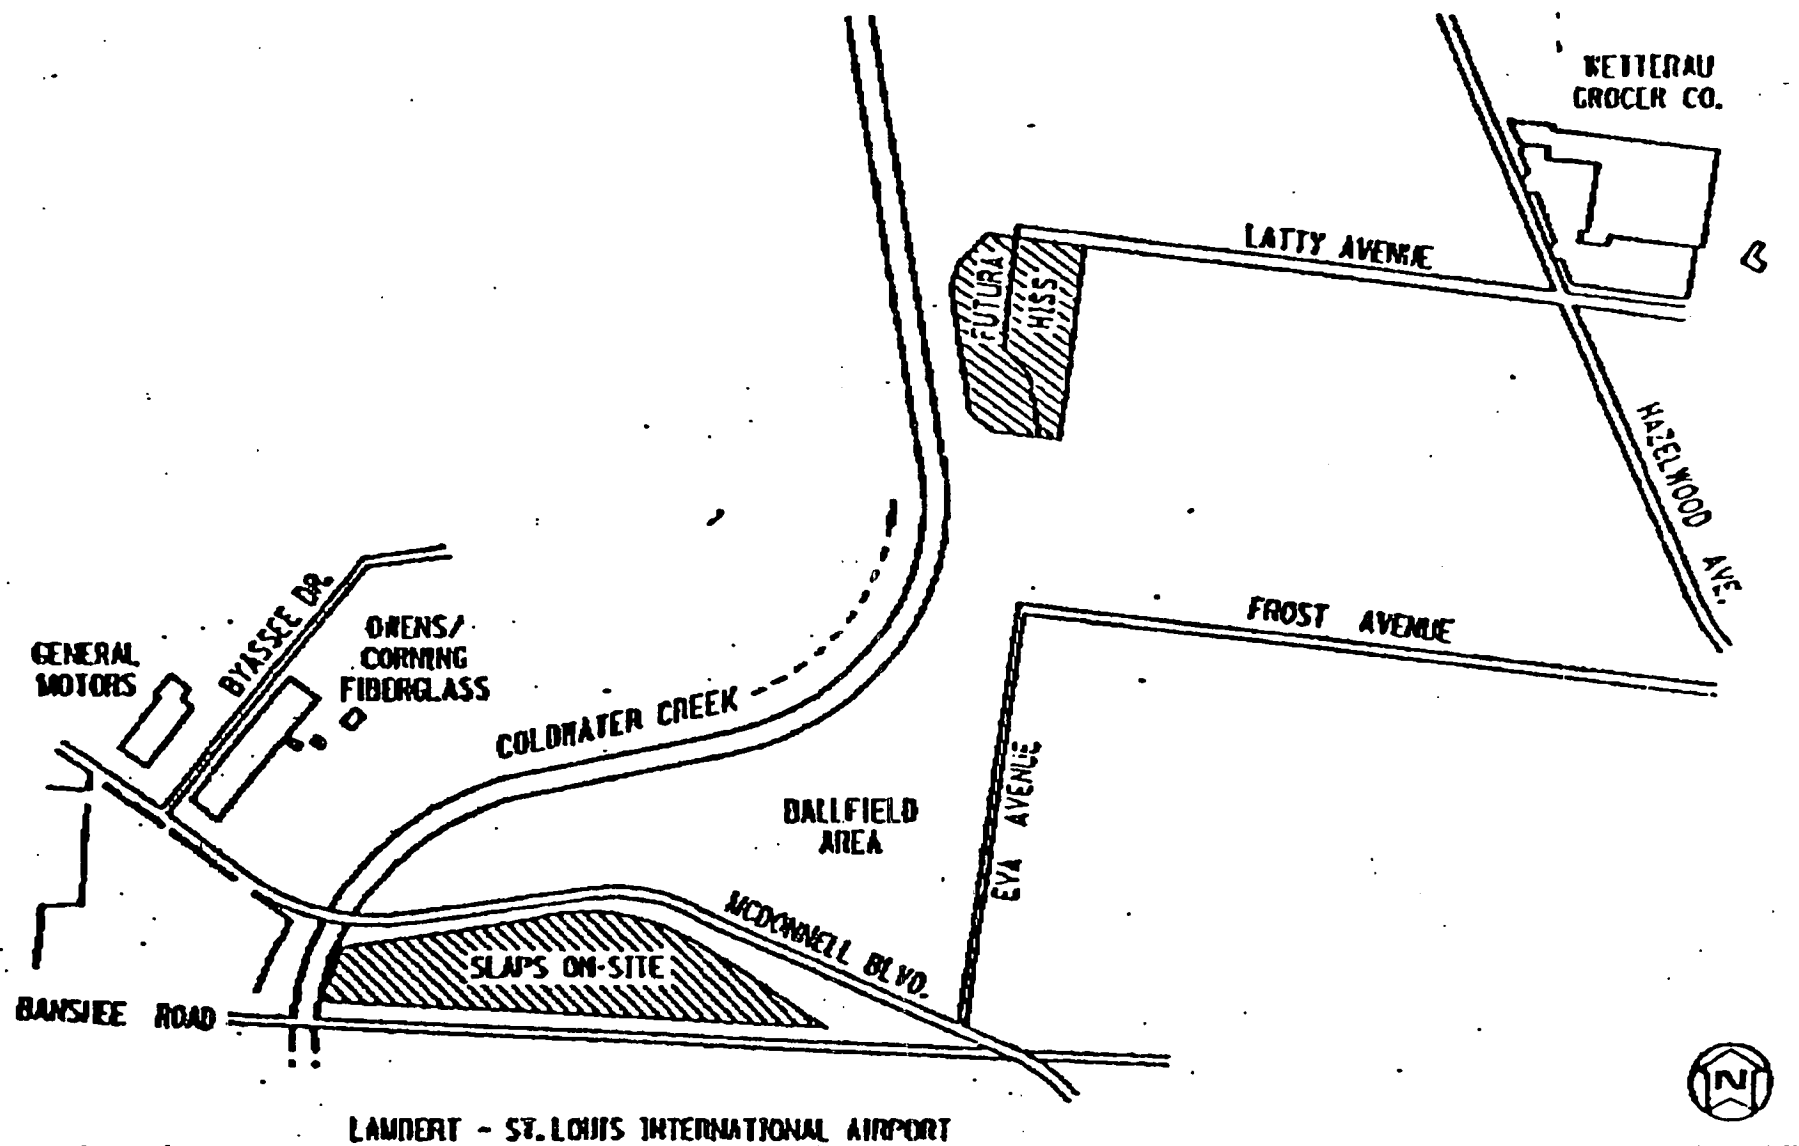 WETTERAU
GROCER CO.
LATTY AVENUE
FUTURA
HISS
HAZELWOOD AVE.
BYASSEE DR.
FROST AVENUE
OWENS/
CORNING
FIBERGLASS
GENERAL
MOTORS
COLDWATER CREEK
EVA AVENUE
BALLFIELD
AREA
MCDONNELL BLVD.
SLAPS ON-SITE
BANSHEE ROAD
N
LAMBERT - ST. LOUIS INTERNATIONAL AIRPORT